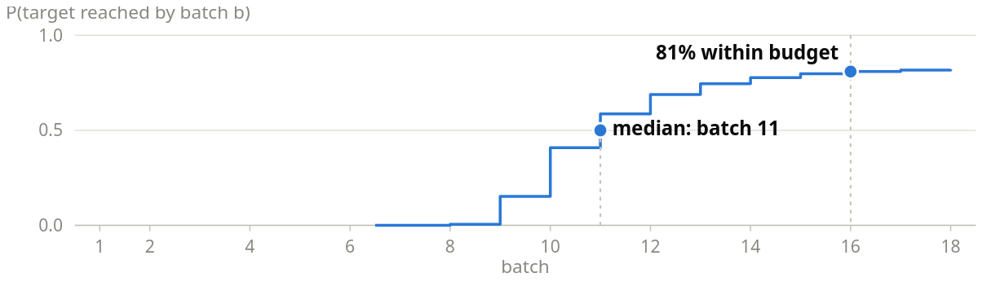 P(target reached by batch b)
1.0
81% within budget
0.5
median: batch 11
0.0
1 2 4 6 8 10 12 14 16 18
batch